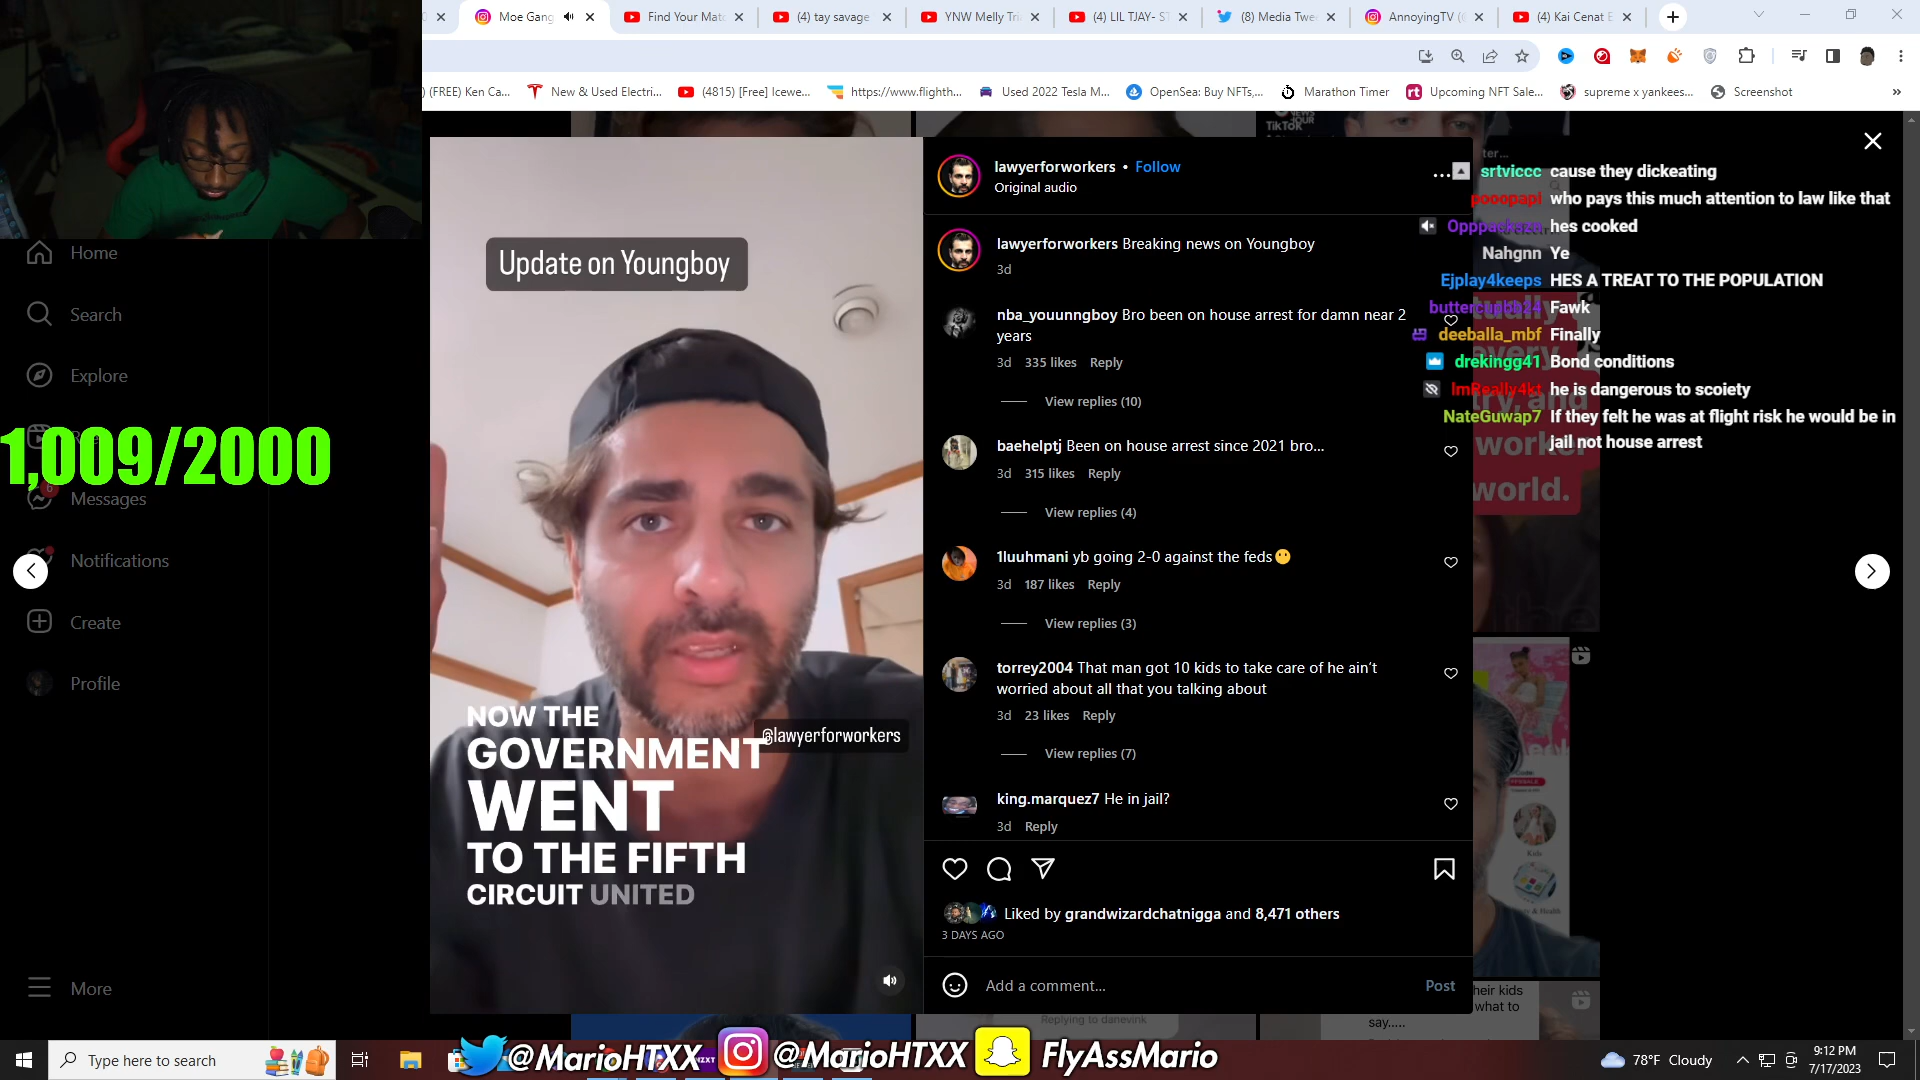 Moe Gang
Find Your Mat
(4) tay savage
YNW Melly Tri
(4) LIL TJAY- ST
(8) Media Twe
AnnoyingTV (
(4) Kai Cenat E
(FREE) Ken Ca...
New & Used Electri...
(4815) [Free] Icewe...
https://www.flighth...
Used 2022 Tesla M...
OpenSea: Buy NFTs,...
Marathon Timer
Upcoming NFT Sale...
supreme x yankees...
Screenshot
Home
Search
Explore
1,009/2000
Messages
6
Notifications
Create
Profile
More
Update on Youngboy
@lawyerforworkers
NOW THE
GOVERNMENT
WENT
TO THE FIFTH
CIRCUIT UNITED
TikTok
lawyerforworkers • Follow
Original audio
lawyerforworkers Breaking news on Youngboy
3d
nba_youunngboy Bro been on house arrest for damn near 2
years
3d 335 likes Reply
View replies (10)
baehelptj Been on house arrest since 2021 bro...
3d 315 likes Reply
View replies (4)
1luuhmani yb going 2-0 against the feds😶
3d 187 likes Reply
View replies (3)
torrey2004 That man got 10 kids to take care of he ain't
worried about all that you talking about
3d 23 likes Reply
View replies (7)
king.marquez7 He in jail?
3d Reply
Liked by grandwizardchatnigga and 8,471 others
3 DAYS AGO
Add a comment...
Post
srtviccc cause they dickeating
pooopapi who pays this much attention to law like that
hes cooked
Nahgnn Ye
Ejplay4keeps HES A TREAT TO THE POPULATION
Fawk
deeballa_mbf Finally
drekingg41 Bond conditions
ImReally4kt he is dangerous to scoiety
NateGuwap7 If they felt he was at flight risk he would be in
jail not house arrest
every
worker
world.
Kids
heir kids
what to
say.....
Replying to danevink
Type here to search
@MarioHTXX
@MarioHTXX
FlyAssMario
78°F Cloudy
9:12 PM
7/17/2023